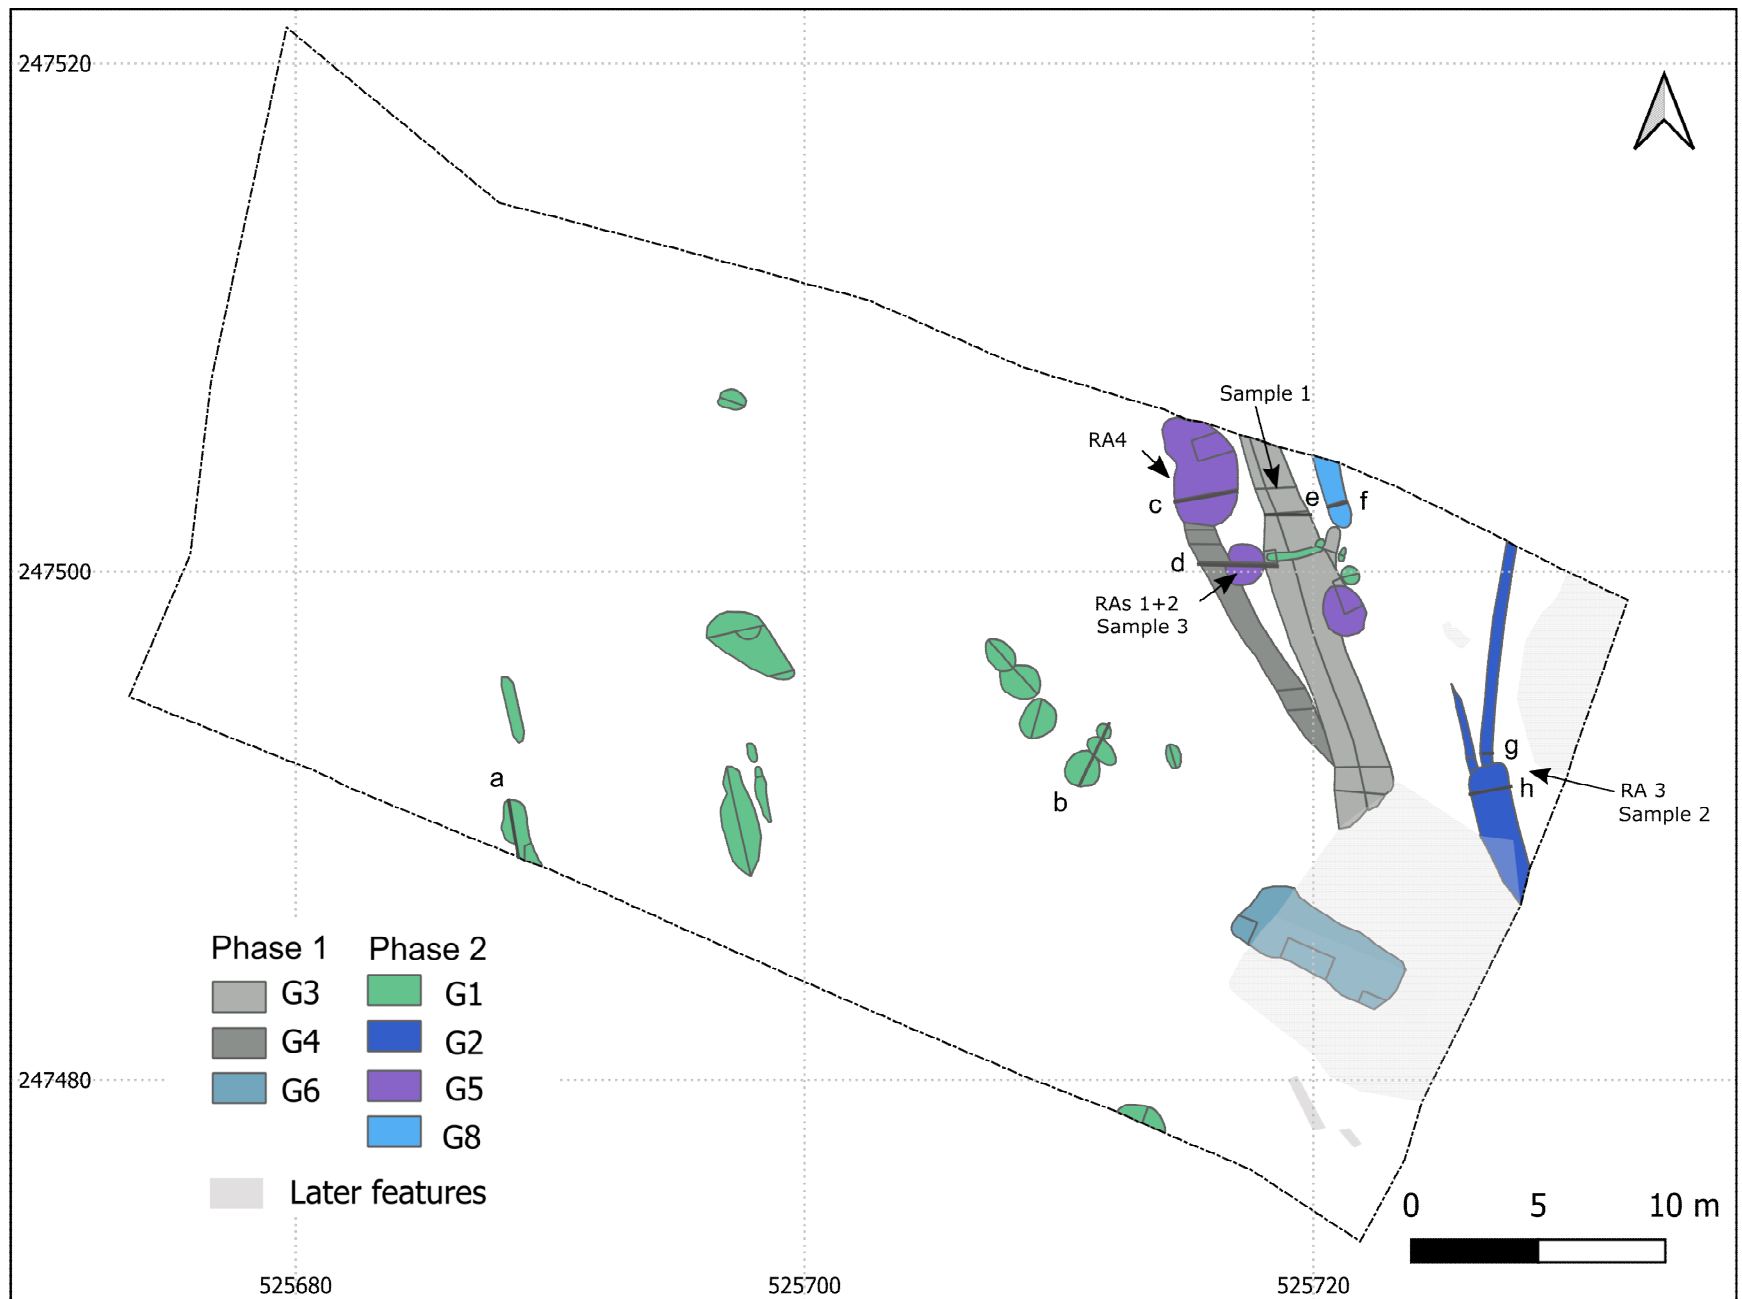 247520
Sample 1
RA4
c
e
f
d
247500
RAs 1+2
Sample 3
g
h
RA 3
Sample 2
a
b
Phase 1
Phase 2
G3
G1
G4
G2
G6
G5
G8
247480
Later features
0 5 10 m
525680 525700 525720